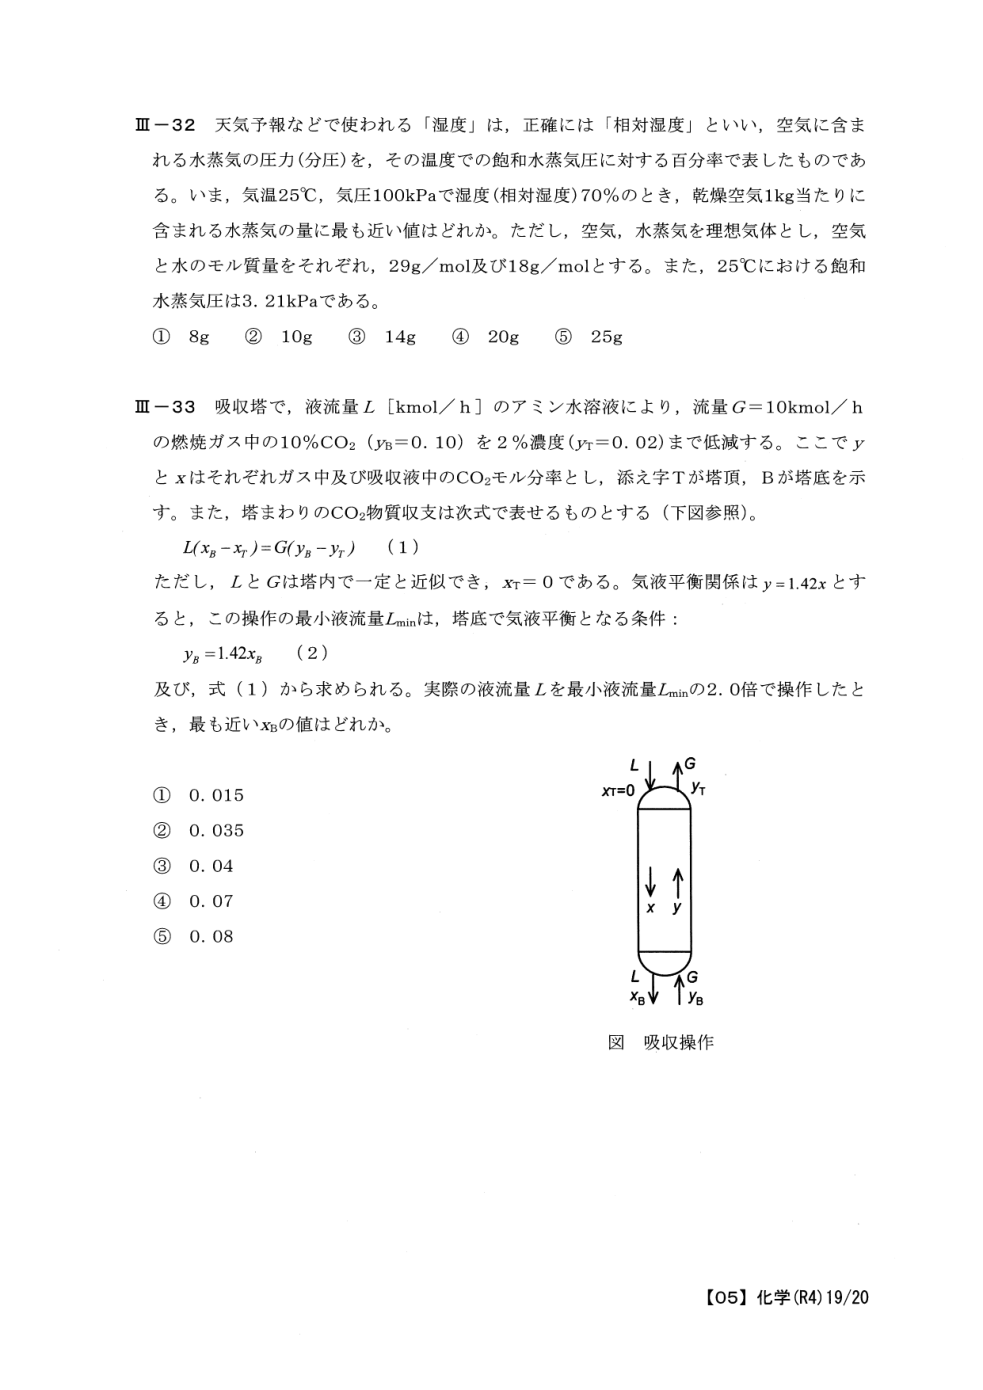 Ⅲ－32　天気予報などで使われる「湿度」は，正確には「相対湿度」といい，空気に含ま
れる水蒸気の圧力(分圧)を，その温度での飽和水蒸気圧に対する百分率で表したものであ
る。いま，気温25℃，気圧100kPaで湿度(相対湿度)70％のとき，乾燥空気1kg当たりに
含まれる水蒸気の量に最も近い値はどれか。ただし，空気，水蒸気を理想気体とし，空気
と水のモル質量をそれぞれ，29g／mol及び18g／molとする。また，25℃における飽和
水蒸気圧は3.21kPaである。
①　8g　②　10g　③　14g　④　20g　⑤　25g
Ⅲ－33　吸収塔で，液流量L［kmol／h］のアミン水溶液により，流量G＝10kmol／h
の燃焼ガス中の10％CO₂（yB＝0.10）を２％濃度(yT＝0.02)まで低減する。ここでy
とxはそれぞれガス中及び吸収液中のCO₂モル分率とし，添え字Tが塔頂，Bが塔底を示
す。また，塔まわりのCO₂物質収支は次式で表せるものとする（下図参照）。
L(xB－xT)＝G(yB－yT)　（１）
ただし，LとGは塔内で一定と近似でき，xT＝０である。気液平衡関係はy＝1.42xとす
ると，この操作の最小液流量Lminは，塔底で気液平衡となる条件：
yB＝1.42xB　（２）
及び，式（１）から求められる。実際の液流量Lを最小液流量Lminの2.0倍で操作したと
き，最も近いxBの値はどれか。
①　0.015
②　0.035
③　0.04
④　0.07
⑤　0.08
L　G
xT=0　yT
x　y
L　G
xB　yB
図　吸収操作
【05】化学(R4)19/20